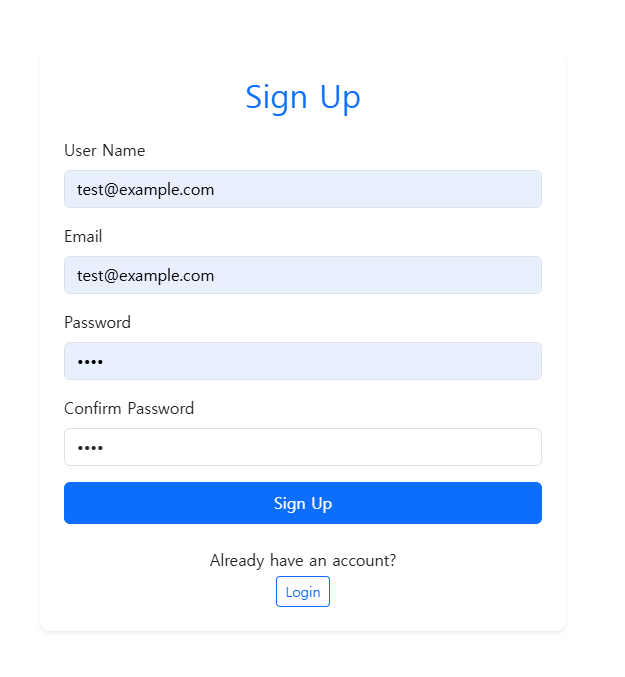 Sign Up
User Name
test@example.com
Email
test@example.com
Password
••••
Confirm Password
••••
Sign Up
Already have an account?
Login